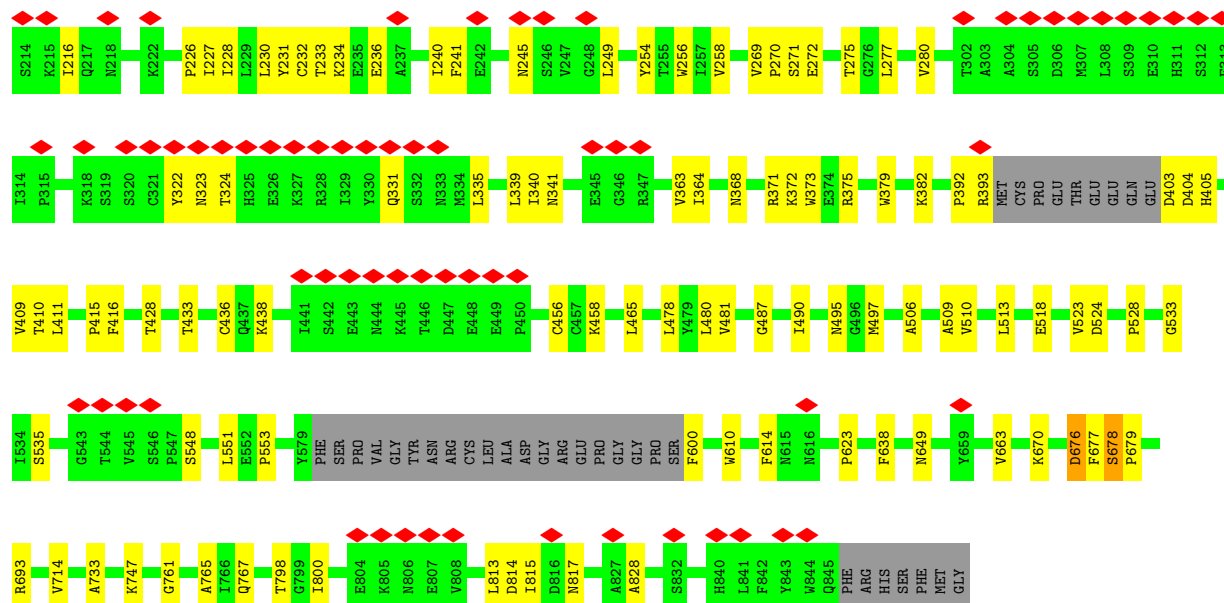 S214 K215 I216 Q217 N218 K222 P226 I227 I228 L229 L230 Y231 C232 T233 K234 E235 E236 A237 I240 F241 E242 N245 S246 V247 G248 L249 Y254 T255 W256 I257 V258 V269 P270 S271 E272 T275 G276 L277 V280 T302 A303 A304 S305 D306 M307 L308 S309 E310 H311 S312
I314 P315 K318 S319 S320 C321 Y322 N323 T324 H325 E326 K327 R328 I329 Y330 Q331 S332 N333 M334 L335 L339 I340 N341 E345 G346 R347 V363 I364 N368 R371 K372 W373 E374 R375 W379 K382 P392 R393 MET CYS PRO GLU THR GLU GLU GLN GLU D403 D404 H405
V409 T410 L411 P415 F416 T428 T433 C436 Q437 K438 I441 S442 E443 N444 K445 T446 D447 E448 E449 P450 C456 C457 K458 L465 L478 Y479 L480 V481 G487 I490 N495 G496 M497 A506 A509 V510 L513 E518 V523 D524 P528 G533
I534 S535 G543 T544 V545 S546 P547 S548 L551 E552 P553 Y579 PHE SER PRO VAL GLY TYR ASN ARG CYS LEU ALA ASP GLY ARG GLU PRO GLY GLY PRO SER F600 W610 F614 N615 N616 P623 F638 N649 Y659 V663 K670 D676 F677 S678 P679
R693 V714 A733 K747 G761 A765 I766 Q767 T798 G799 I800 E804 K805 N806 E807 V808 L813 D814 I815 D816 N817 A827 A828 S832 H840 L841 F842 Y843 W844 Q845 PHE ARG HIS SER PHE MET GLY